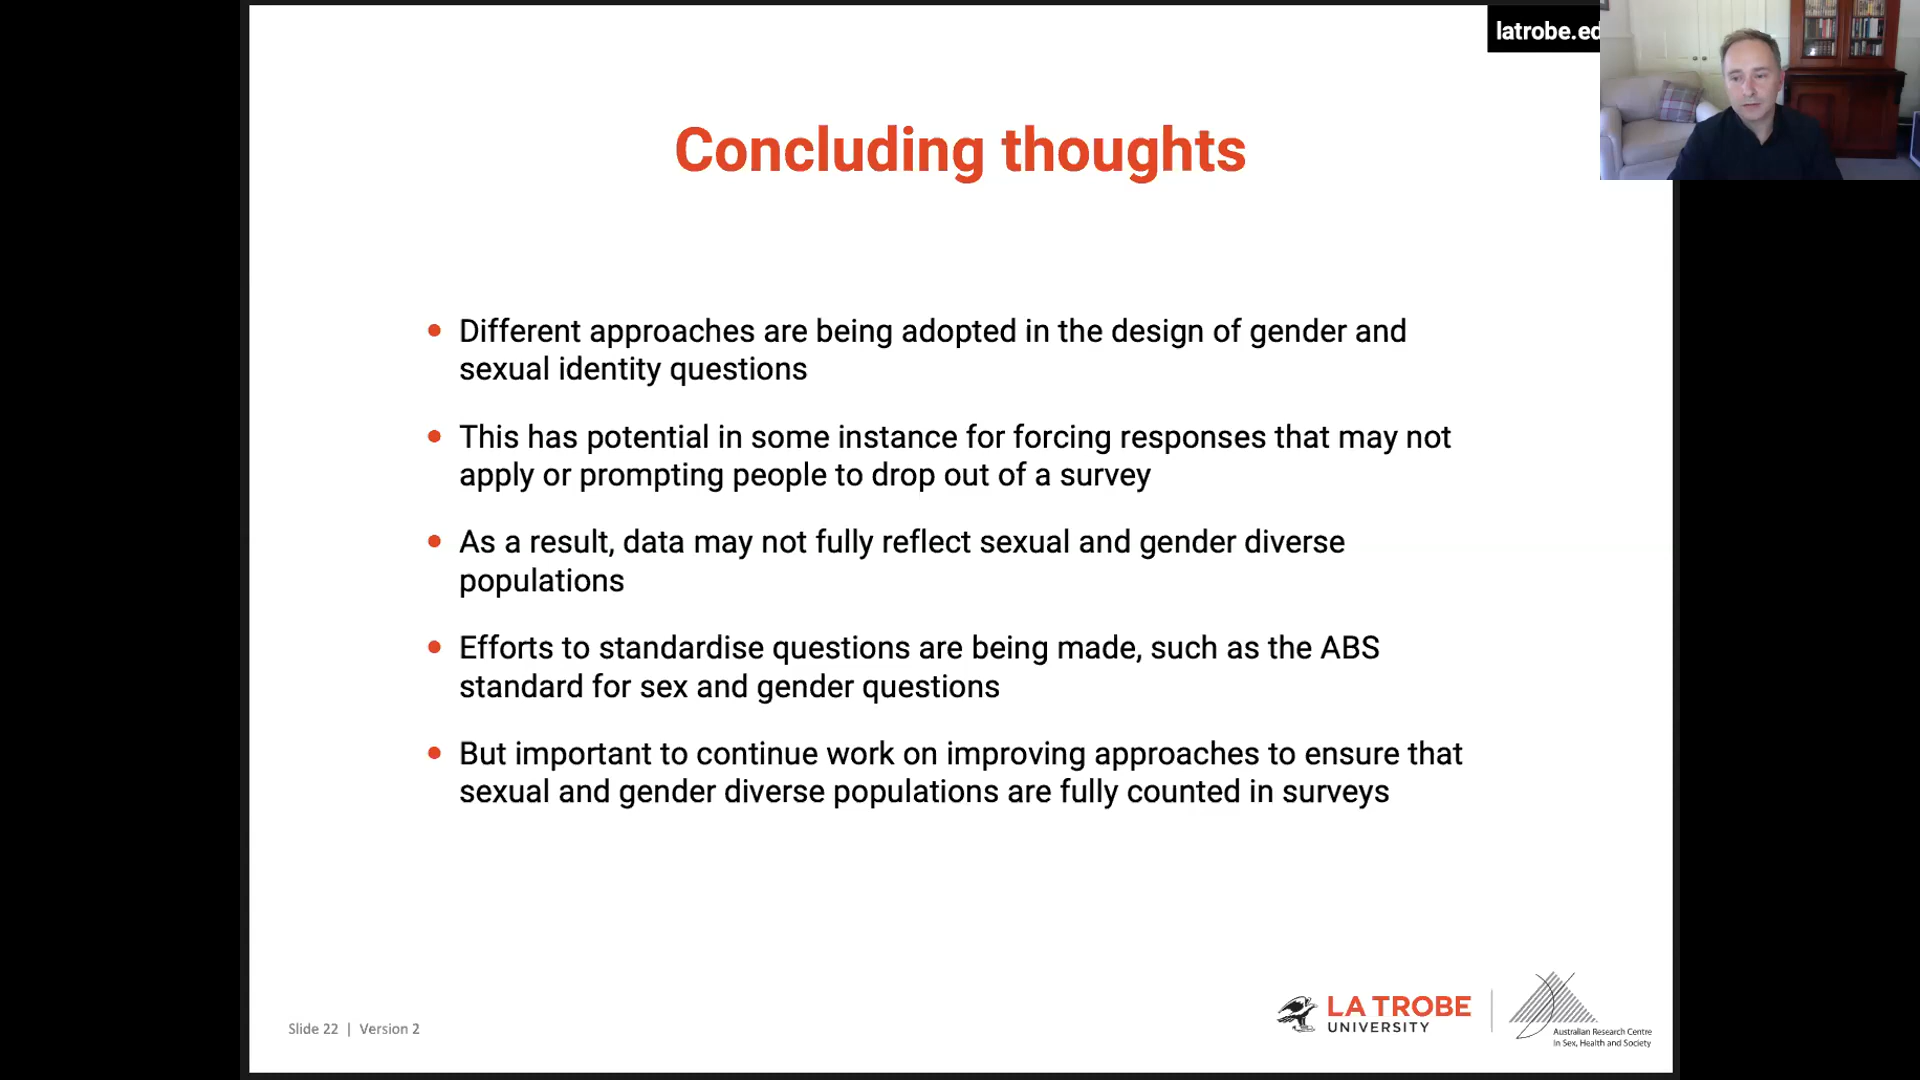 latrobe.ed
Concluding thoughts
Different approaches are being adopted in the design of gender and
sexual identity questions
This has potential in some instance for forcing responses that may not
apply or prompting people to drop out of a survey
As a result, data may not fully reflect sexual and gender diverse
populations
Efforts to standardise questions are being made, such as the ABS
standard for sex and gender questions
But important to continue work on improving approaches to ensure that
sexual and gender diverse populations are fully counted in surveys
Slide 22 | Version 2
LA TROBE
UNIVERSITY
Australian Research Centre
in Sex, Health and Society